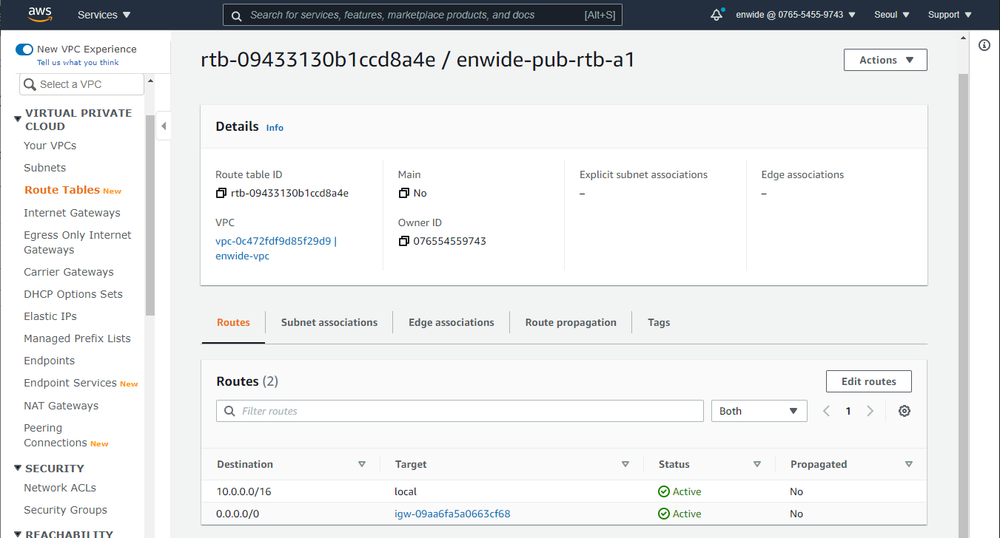 aws Services Search for services, features, marketplace products, and docs [Alt+S] enwide @ 0765-5455-9743 Seoul Support
New VPC Experience
Tell us what you think
Select a VPC
VIRTUAL PRIVATE
CLOUD
Your VPCs
Subnets
Route Tables New
Internet Gateways
Egress Only Internet
Gateways
Carrier Gateways
DHCP Options Sets
Elastic IPs
Managed Prefix Lists
Endpoints
Endpoint Services New
NAT Gateways
Peering
Connections New
SECURITY
Network ACLs
Security Groups
REACHABILITY
rtb-09433130b1ccd8a4e / enwide-pub-rtb-a1
Actions
Details Info
Route table ID
rtb-09433130b1ccd8a4e
Main
No
Explicit subnet associations
–
Edge associations
–
VPC
vpc-0c472fdf9d85f29d9 |
enwide-vpc
Owner ID
076554559743
Routes Subnet associations Edge associations Route propagation Tags
Routes (2)
Edit routes
Filter routes Both 1
Destination Target Status Propagated
10.0.0.0/16 local Active No
0.0.0.0/0 igw-09aa6fa5a0663cf68 Active No